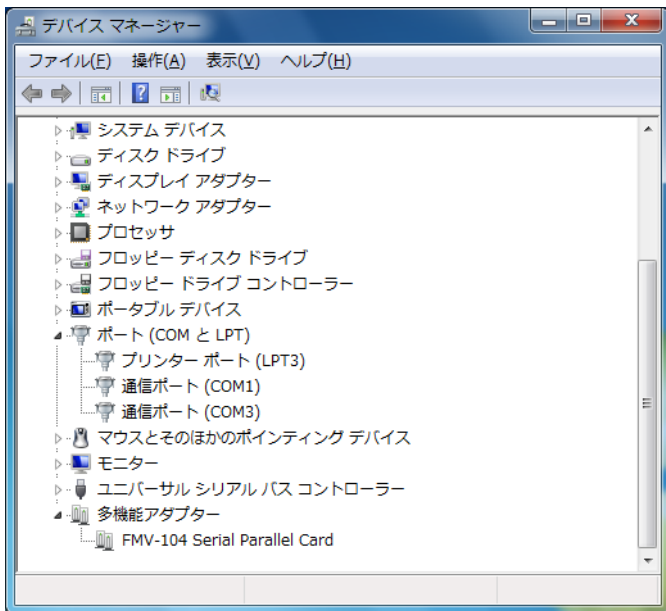 デバイス マネージャー
ファイル(F) 操作(A) 表示(V) ヘルプ(H)
システム デバイス
ディスク ドライブ
ディスプレイ アダプター
ネットワーク アダプター
プロセッサ
フロッピー ディスク ドライブ
フロッピー ドライブ コントローラー
ポータブル デバイス
ポート (COM と LPT)
プリンター ポート (LPT3)
通信ポート (COM1)
通信ポート (COM3)
マウスとそのほかのポインティング デバイス
モニター
ユニバーサル シリアル バス コントローラー
多機能アダプター
FMV-104 Serial Parallel Card